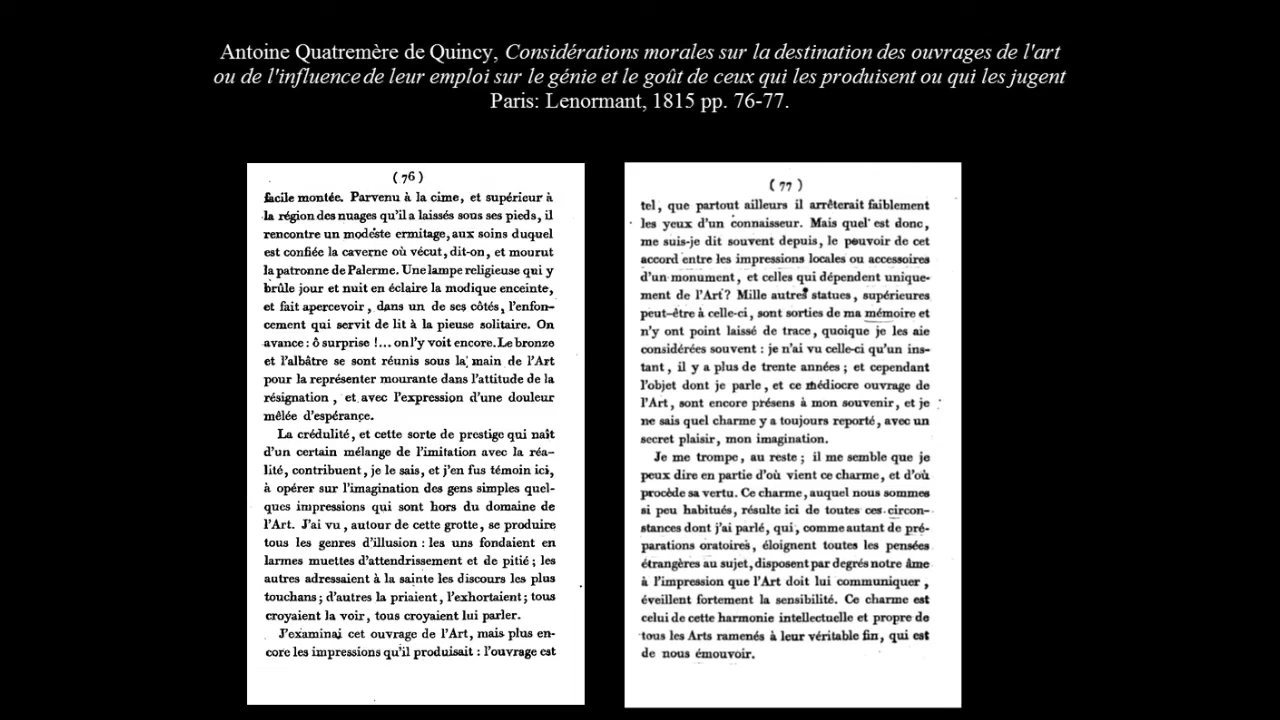 Antoine Quatremère de Quincy, Considérations morales sur la destination des ouvrages de l'art
ou de l'influence de leur emploi sur le génie et le goût de ceux qui les produisent ou qui les jugent
Paris: Lenormant, 1815 pp. 76-77.
( 76 )
facile montée. Parvenu à la cime, et supérieur à
la région des nuages qu'il a laissés sous ses pieds, il
rencontre un modeste ermitage, aux soins duquel
est confiée la caverne où vécut, dit-on, et mourut
la patronne de Palerme. Une lampe religieuse qui y
brûle jour et nuit en éclaire la modique enceinte,
et fait apercevoir, dans un de ses côtés, l'enfon-
cement qui servit de lit à la pieuse solitaire. On
avance : ô surprise !... on l'y voit encore. Le bronze
et l'albâtre se sont réunis sous la main de l'Art
pour la représenter mourante dans l'attitude de la
résignation, et avec l'expression d'une douleur
mêlée d'espérance.
La crédulité, et cette sorte de prestige qui naît
d'un certain mélange de l'imitation avec la réa-
lité, contribuent, je le sais, et j'en fus témoin ici,
à opérer sur l'imagination des gens simples quel-
ques impressions qui sont hors du domaine de
l'Art. J'ai vu, autour de cette grotte, se produire
tous les genres d'illusion : les uns fondaient en
larmes muettes d'attendrissement et de pitié ; les
autres adressaient à la sainte les discours les plus
touchans ; d'autres la priaient, l'exhortaient ; tous
croyaient la voir, tous croyaient lui parler.
J'examinai cet ouvrage de l'Art, mais plus en-
core les impressions qu'il produisait : l'ouvrage est
( 77 )
tel, que partout ailleurs il arrêterait faiblement
les yeux d'un connaisseur. Mais quel est donc,
me suis-je dit souvent depuis, le pouvoir de cet
accord entre les impressions locales ou accessoires
d'un monument, et celles qui dépendent unique-
ment de l'Art ? Mille autres statues, supérieures
peut-être à celle-ci, sont sorties de ma mémoire et
n'y ont point laissé de trace, quoique je les aie
considérées souvent : je n'ai vu celle-ci qu'un ins-
tant, il y a plus de trente années ; et cependant
l'objet dont je parle, et ce médiocre ouvrage de
l'Art, sont encore présens à mon souvenir, et je
ne sais quel charme y a toujours reporté, avec un
secret plaisir, mon imagination.
Je me trompe, au reste ; il me semble que je
peux dire en partie d'où vient ce charme, et d'où
procède sa vertu. Ce charme, auquel nous sommes
si peu habitués, résulte ici de toutes ces circon-
stances dont j'ai parlé, qui, comme autant de pré-
parations oratoires, éloignent toutes les pensées
étrangères au sujet, disposent par degrés notre âme
à l'impression que l'Art doit lui communiquer,
éveillent fortement la sensibilité. Ce charme est
celui de cette harmonie intellectuelle et propre de
tous les Arts ramenés à leur véritable fin, qui est
de nous émouvoir.